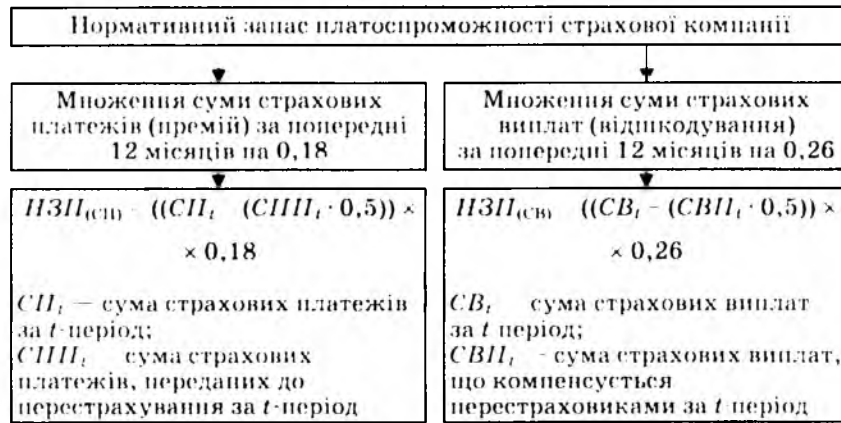 Нормативний запас платоспроможності страхової компанії
Множення суми страхових
платежів (премій) за попередні
12 місяців на 0,18
Множення суми страхових
виплат (відшкодування)
за попередні 12 місяців на 0,26
НЗП(СП) – ((СПt (СППt · 0,5)) ×
× 0,18
СПt – сума страхових платежів
за t-період;
СППt сума страхових
платежів, переданих до
перестрахування за t-період
НЗП(СВ) ((СВt – (СВПt · 0,5)) ×
× 0,26
СВt сума страхових виплат
за t період;
СВПt - сума страхових виплат,
що компенсується
перестраховиками за t період